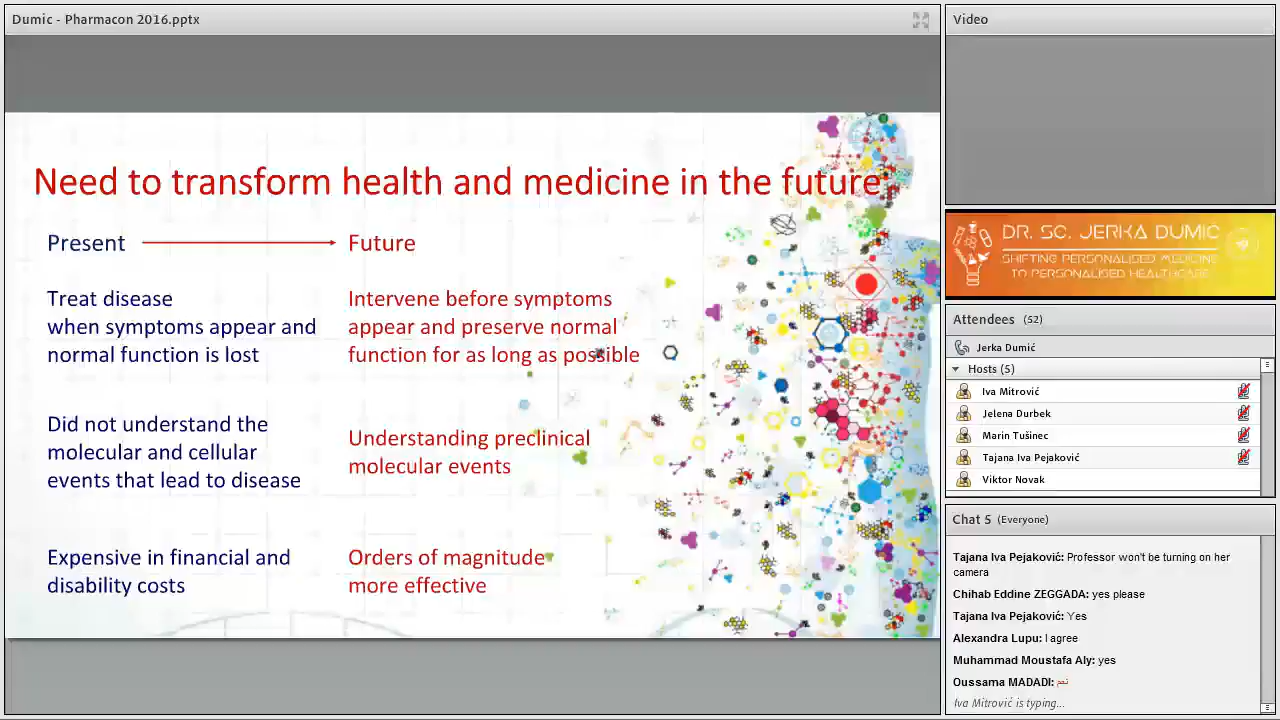 Dumic - Pharmacon 2016.pptx
Need to transform health and medicine in the future
Present
Future
Treat disease
when symptoms appear and
normal function is lost
Intervene before symptoms
appear and preserve normal
function for as long as possible
Did not understand the
molecular and cellular
events that lead to disease
Understanding preclinical
molecular events
Expensive in financial and
disability costs
Orders of magnitude
more effective
Video
DR. SC. JERKA DUMIC
SHIFTING PERSONALISED MEDICINE
TO PERSONALISED HEALTHCARE
Attendees (52)
Jerka Dumić
Hosts (5)
Iva Mitrović
Jelena Durbek
Marin Tušinec
Tajana Iva Pejaković
Viktor Novak
Chat 5 (Everyone)
Tajana Iva Pejaković: Professor won't be turning on her
camera
Chihab Eddine ZEGGADA: yes please
Tajana Iva Pejaković: Yes
Alexandra Lupu: I agree
Muhammad Moustafa Aly: yes
Oussama MADADI: نعم
Iva Mitrović is typing...